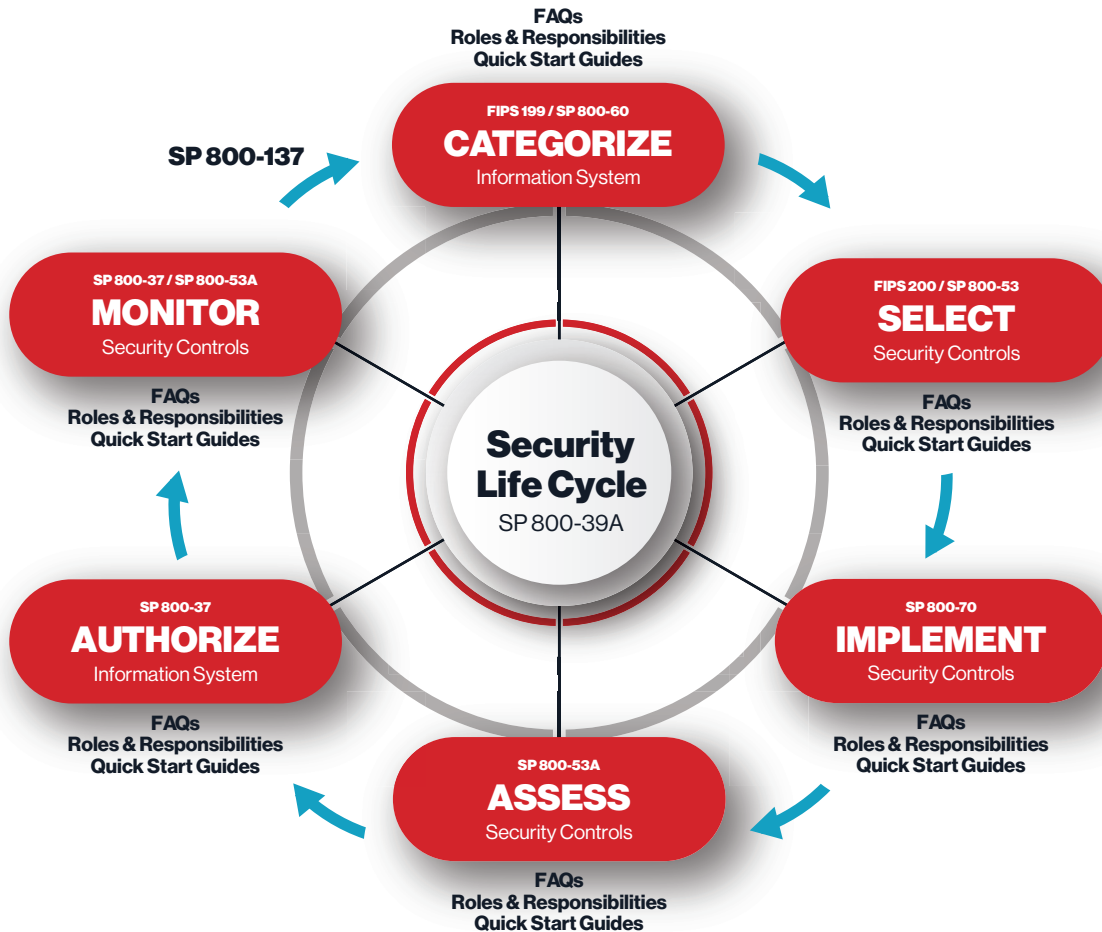 FAQs
Roles & Responsibilities
Quick Start Guides
FIPS 199 / SP 800-60
CATEGORIZE
Information System
SP 800-137
FIPS 200 / SP 800-53
SELECT
Security Controls
FAQs
Roles & Responsibilities
Quick Start Guides
SP 800-70
IMPLEMENT
Security Controls
FAQs
Roles & Responsibilities
Quick Start Guides
SP 800-53A
ASSESS
Security Controls
FAQs
Roles & Responsibilities
Quick Start Guides
SP 800-37
AUTHORIZE
Information System
FAQs
Roles & Responsibilities
Quick Start Guides
SP 800-37 / SP 800-53A
MONITOR
Security Controls
FAQs
Roles & Responsibilities
Quick Start Guides
Security
Life Cycle
SP 800-39A